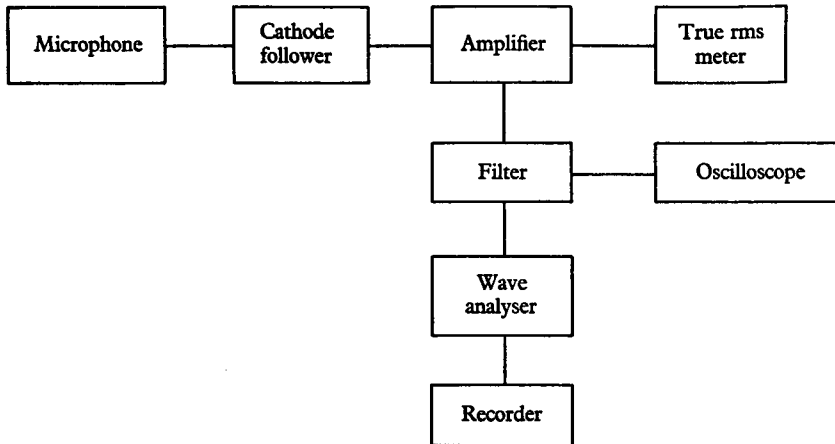 Microphone
Cathode
follower
Amplifier
True rms
meter
Filter
Oscilloscope
Wave
analyser
Recorder